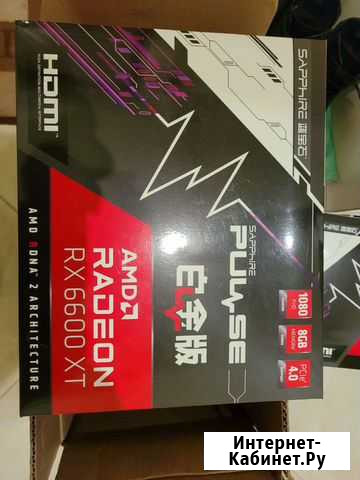 SAPPHIRE 蓝宝石
HDMI
SAPPHIRE
PULSE
白金版
1080
8GB
PCIe
4.0
AMD
RADEON
RX 6600 XT
AMD RDNA 2 ARCHITECTURE
Интернет-
Кабинет.Ру